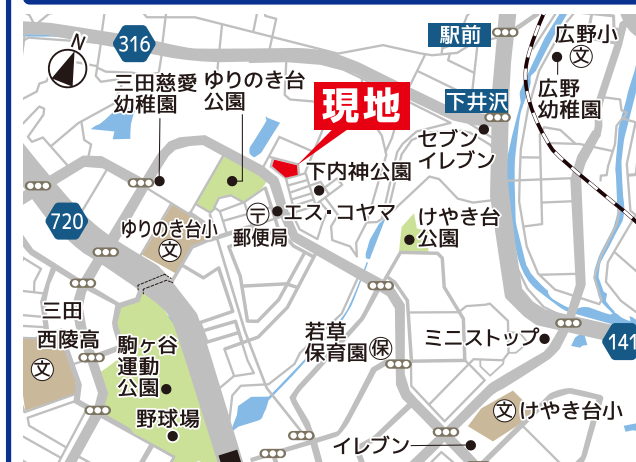 N
316
駅前
広野小
文
三田慈愛
幼稚園
ゆりのき台
公園
現地
下井沢
広野
幼稚園
セブン
イレブン
下内神公園
720
ゆりのき台小
文
〒
郵便局
エス・コヤマ
けやき台
公園
三田
西陵高
文
駒ヶ谷
運動
公園
野球場
若草
保育園
保
ミニストップ
141
文
けやき台小
イレブン